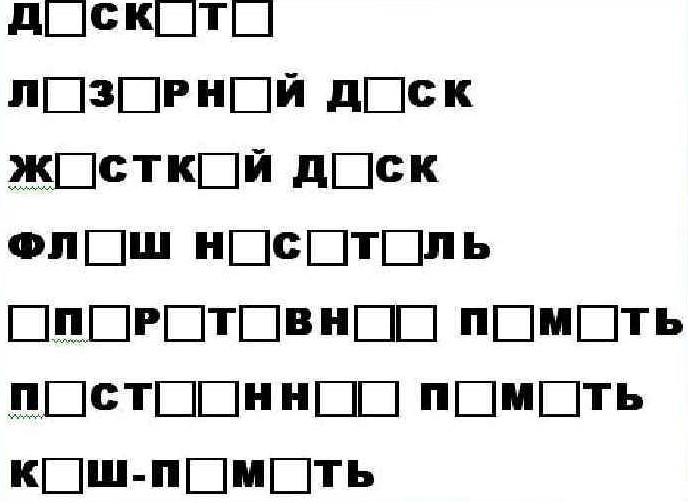 Д□СК□Т□
Л□З□РН□Й Д□СК
Ж□СТК□Й Д□СК
ФЛ□Ш Н□С□Т□ЛЬ
□П□Р□Т□ВН□□ П□М□ТЬ
П□СТ□□НН□□ П□М□ТЬ
К□Ш-П□М□ТЬ